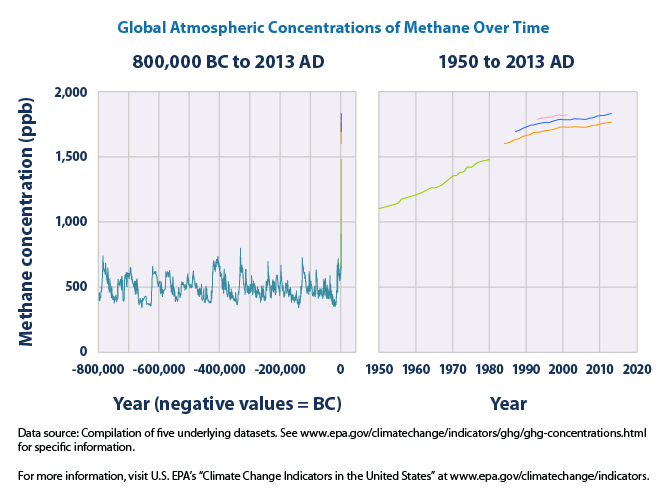 Global Atmospheric Concentrations of Methane Over Time
800,000 BC to 2013 AD
1950 to 2013 AD
Methane concentration (ppb)
2,000
1,500
1,000
500
0
-800,000 -600,000 -400,000 -200,000 0
1950 1960 1970 1980 1990 2000 2010 2020
Year (negative values = BC)
Year
Data source: Compilation of five underlying datasets. See www.epa.gov/climatechange/indicators/ghg/ghg-concentrations.html
for specific information.
For more information, visit U.S. EPA's “Climate Change Indicators in the United States” at www.epa.gov/climatechange/indicators.